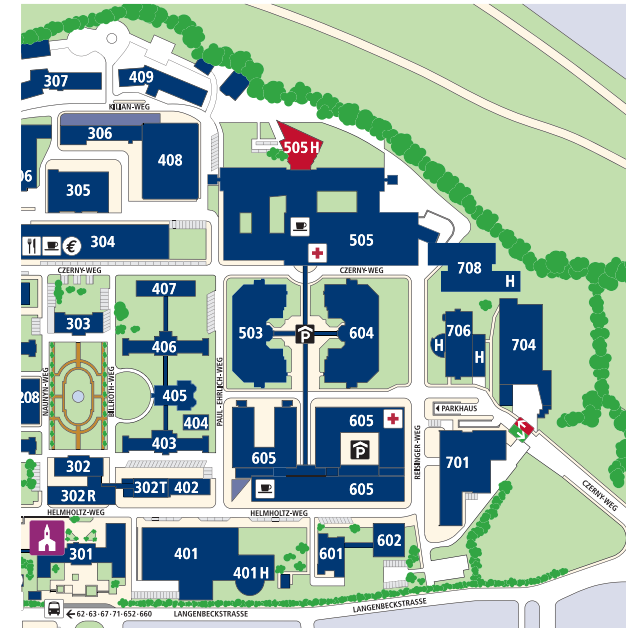 307
409
KILIAN-WEG
306
505 H
408
06
305
304
€
505
CZERNY-WEG
CZERNY-WEG
708
H
407
303
503
604
706
H
H
704
406
P
NAUNYN-WEG
BILLROTH-WEG
PAUL-EHRLICH-WEG
405
208
404
PARKHAUS
605
403
P
REISINGER-WEG
605
701
302
302T
402
605
302 R
CZERNY-WEG
HELMHOLTZ-WEG
HELMHOLTZ-WEG
301
401
401H
601
602
62-63-67-71-652-660
LANGENBECKSTRASSE
LANGENBECKSTRASSE